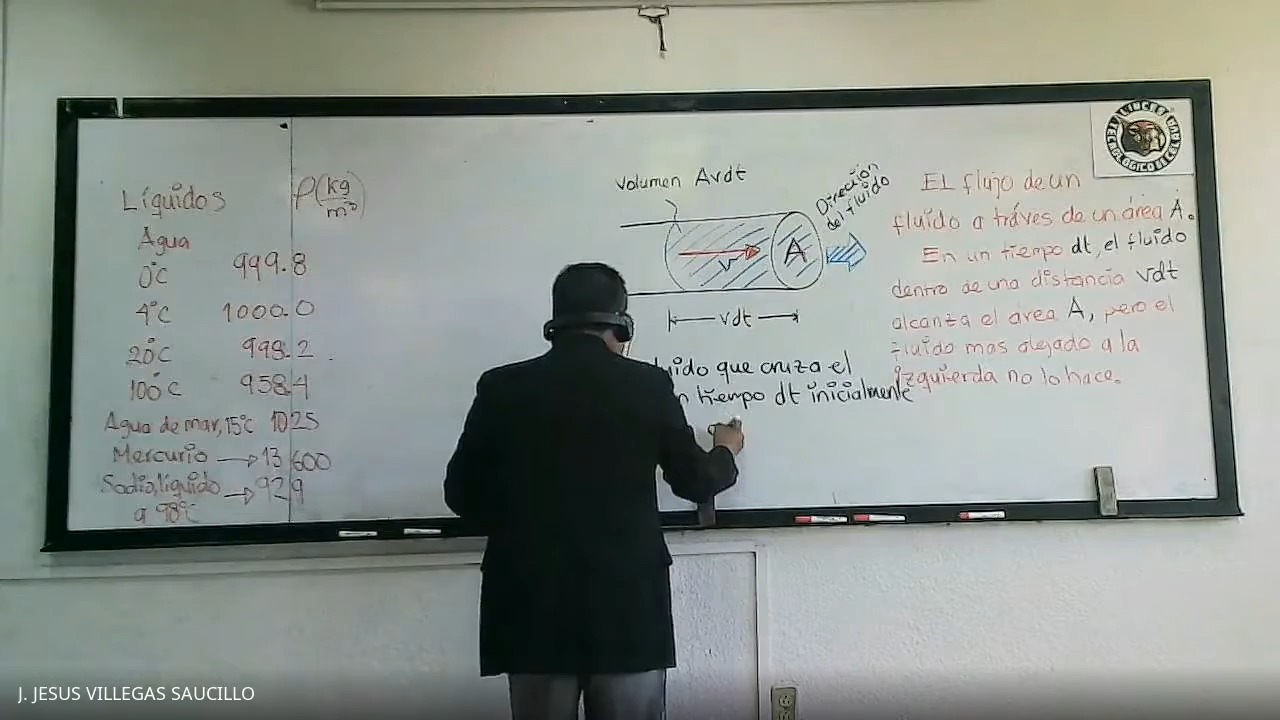 Líquidos ρ(kg/m³)
Agua
0°C 999.8
4°C 1000.0
20°C 998.2
100°C 958.4
Agua de mar, 15°C 1025
Mercurio → 13 600
Sodio, líquido → 929
a 98°C
Volumen Avdt
Dirección
del fluido
v
A
vdt
fluido que cruza el
tiempo dt inicialmente
EL flujo de un
fluido a tráves de un área A.
En un tiempo dt, el fluido
dentro de una distancia vdt
alcanza el área A, pero el
fluido mas alejado a la
izquierda no lo hace.
J. JESUS VILLEGAS SAUCILLO